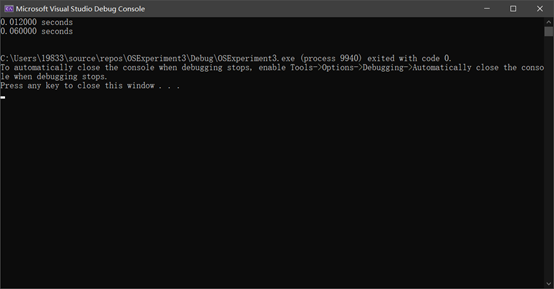 Microsoft Visual Studio Debug Console
0.012000 seconds
0.060000 seconds
C:\Users\19833\source\repos\OSExperiment3\Debug\OSExperiment3.exe (process 9940) exited with code 0.
To automatically close the console when debugging stops, enable Tools->Options->Debugging->Automatically close the conso
le when debugging stops.
Press any key to close this window . . .